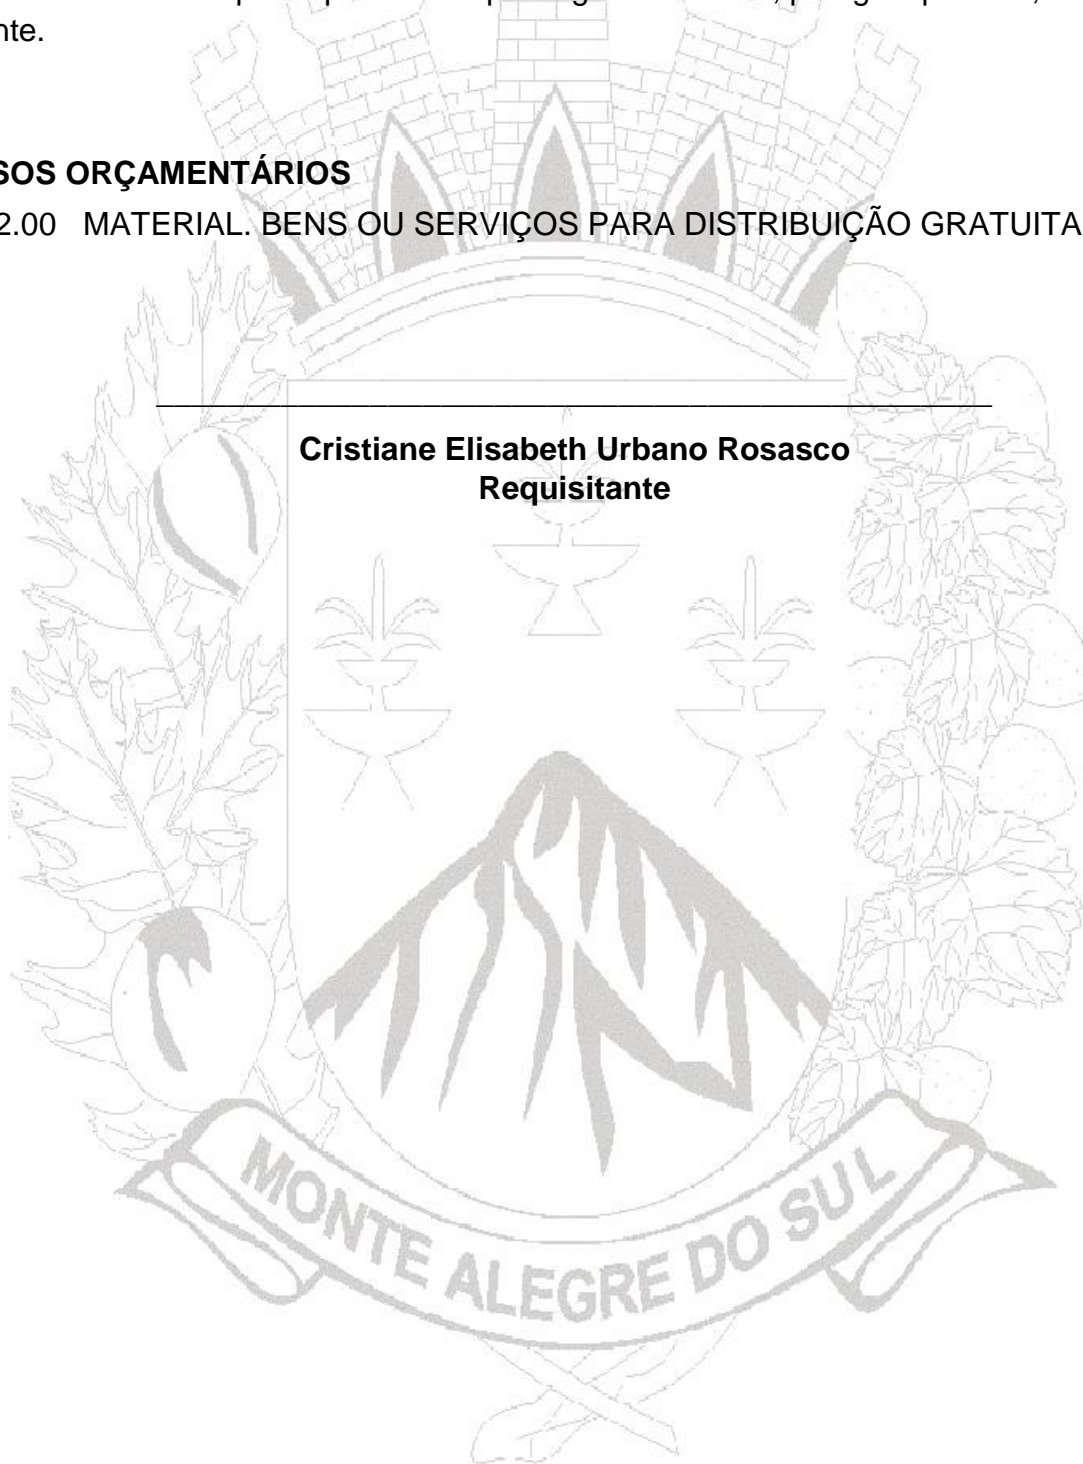 nte.
SOS ORÇAMENTÁRIOS
2.00 MATERIAL. BENS OU SERVIÇOS PARA DISTRIBUIÇÃO GRATUITA
Cristiane Elisabeth Urbano Rosasco
Requisitante
MONTE ALEGRE DO SUL